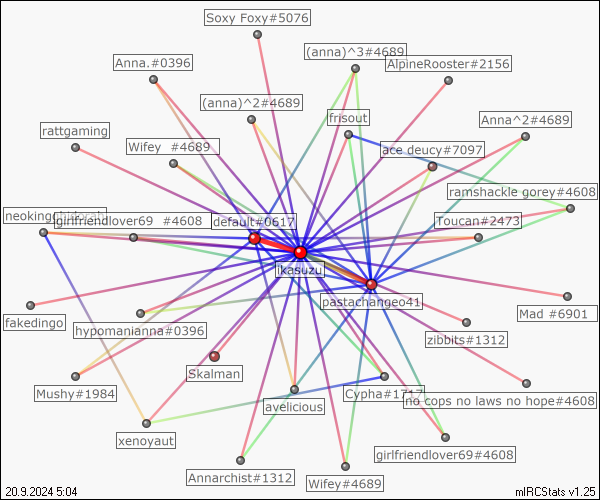 Soxy Foxy#5076
(anna)^3#4689
Anna.#0396
AlpineRooster#2156
(anna)^2#4689
frisout
Anna^2#4689
rattgaming
Wifey #4689
ace deucy#7097
ramshackle gorey#4608
neoking
girlfriendlover69 #4608
default#0617
Toucan#2473
ikasuzu
pastachangeo41
fakedingo
hypomanianna#0396
Mad #6901
zibbits#1312
Skalman
Mushy#1984
avelicious
Cypha#1717
no cops no laws no hope#4608
xenoyaut
girlfriendlover69#4608
Annarchist#1312
Wifey#4689
20.9.2024 5:04
mIRCStats v1.25